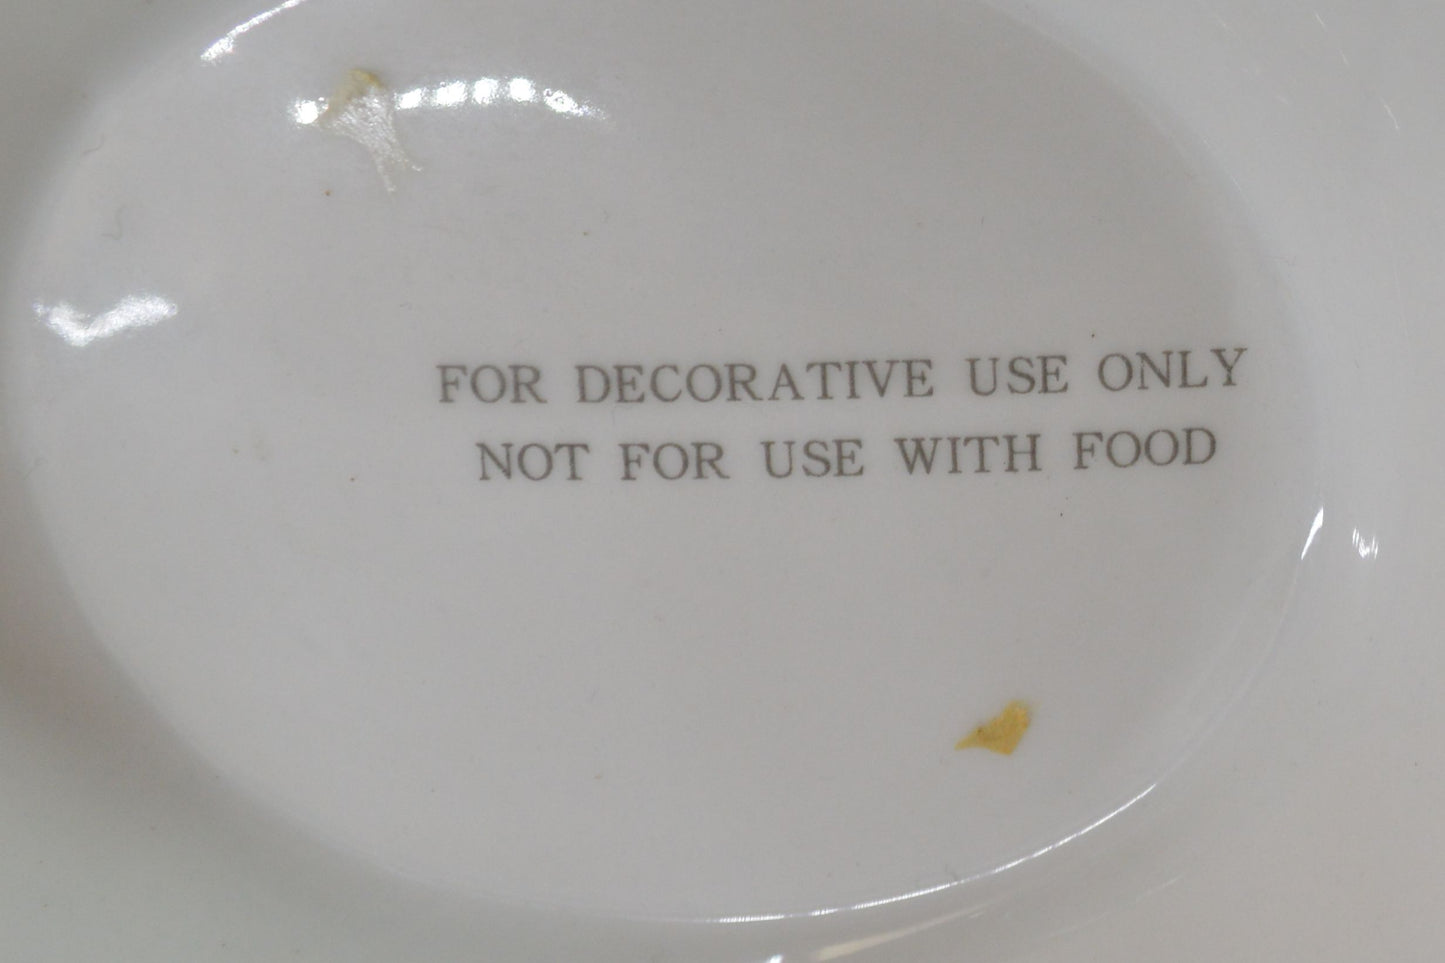 FOR DECORATIVE USE ONLY
NOT FOR USE WITH FOOD